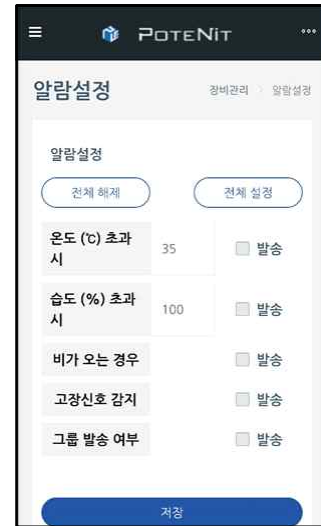 POTENIT
알람설정
장비관리 > 알람설정
알람설정
전체 해제
전체 설정
온도 (℃) 초과
시
35
발송
습도 (%) 초과
시
100
발송
비가 오는 경우
발송
고장신호 감지
발송
그룹 발송 여부
발송
저장